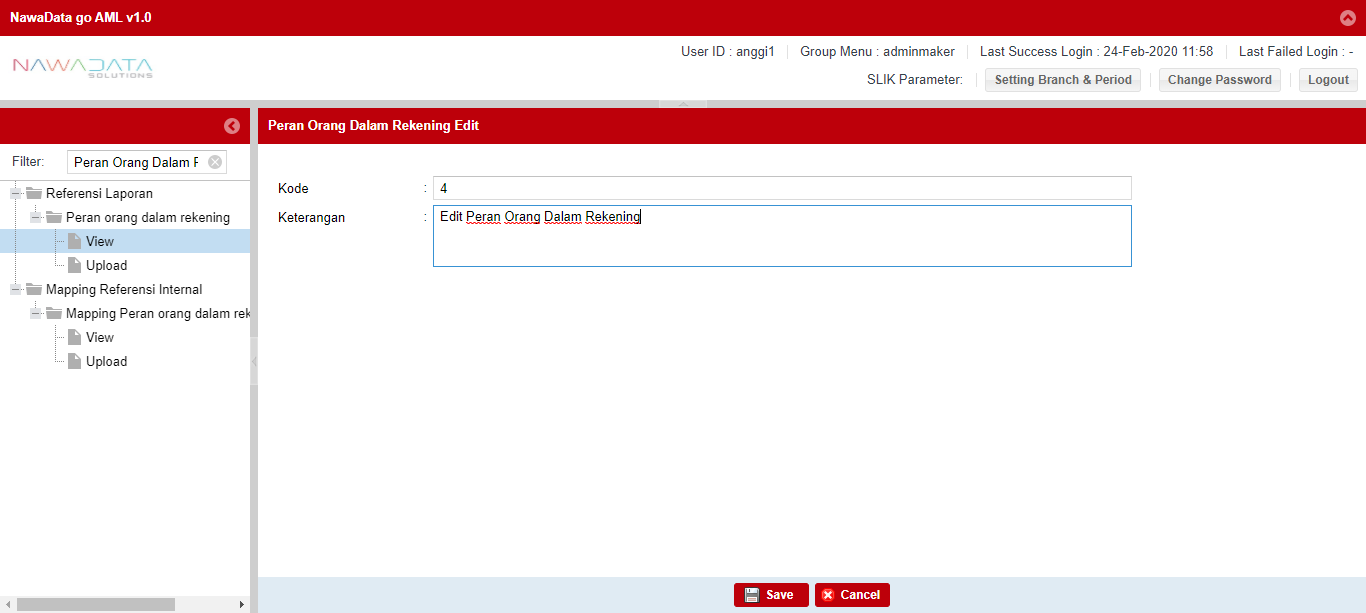 NawaData go AML v1.0
NAWADATA
SOLUTIONS
User ID : anggi1 Group Menu : adminmaker Last Success Login : 24-Feb-2020 11:58 Last Failed Login : -
SLIK Parameter: Setting Branch & Period Change Password Logout
Peran Orang Dalam Rekening Edit
Filter: Peran Orang Dalam
Referensi Laporan
Peran orang dalam rekening
View
Upload
Mapping Referensi Internal
Mapping Peran orang dalam rek
View
Upload
Kode : 4
Keterangan : Edit Peran Orang Dalam Rekening
Save Cancel